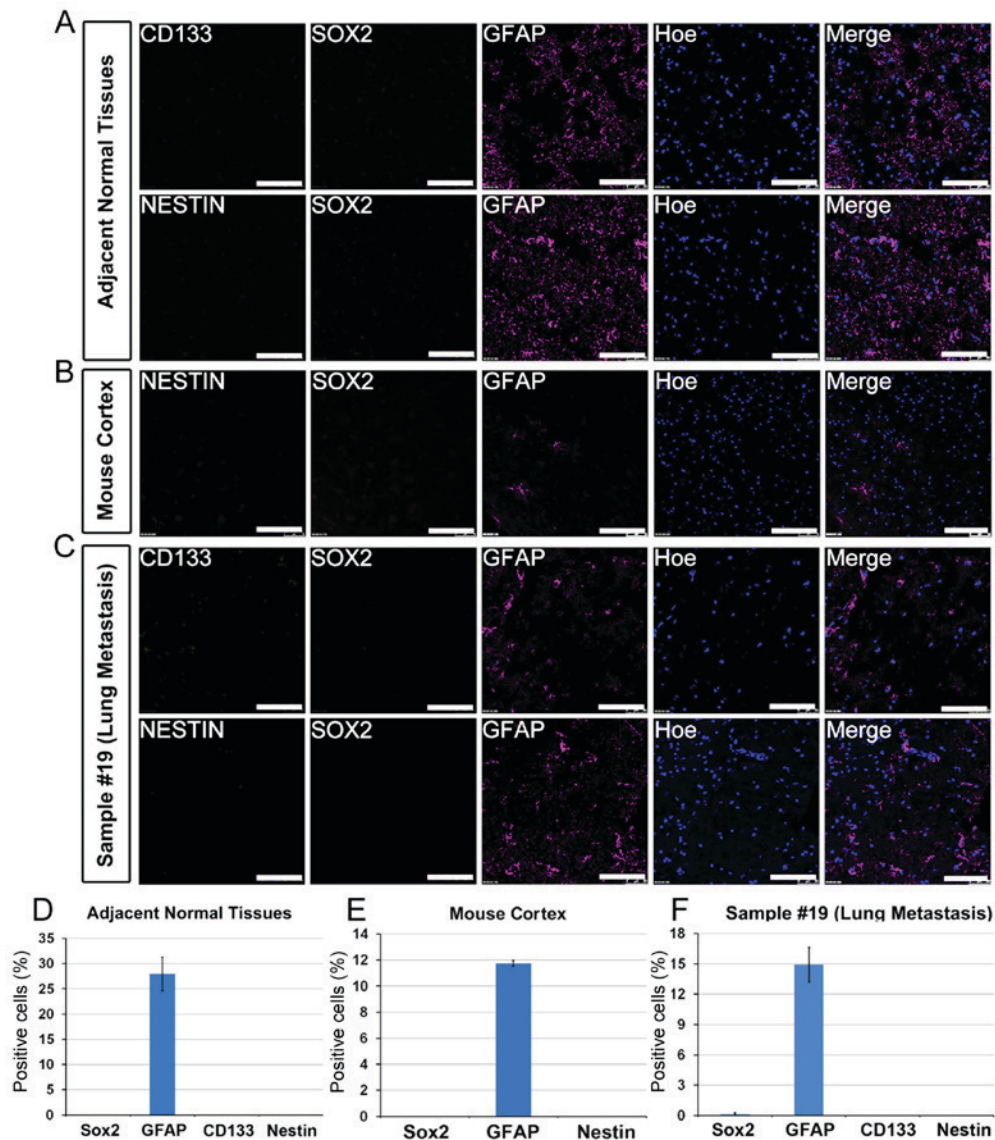 A
Adjacent Normal Tissues
CD133 SOX2 GFAP Hoe Merge
NESTIN SOX2 GFAP Hoe Merge
B
Mouse Cortex
NESTIN SOX2 GFAP Hoe Merge
C
Sample #19 (Lung Metastasis)
CD133 SOX2 GFAP Hoe Merge
NESTIN SOX2 GFAP Hoe Merge
D Adjacent Normal Tissues
Positive cells (%)
35
30
25
20
15
10
5
0
Sox2 GFAP CD133 Nestin
E Mouse Cortex
Positive cells (%)
14
12
10
8
6
4
2
0
Sox2 GFAP Nestin
F Sample #19 (Lung Metastasis)
Positive cells (%)
18
15
12
9
6
3
0
Sox2 GFAP CD133 Nestin